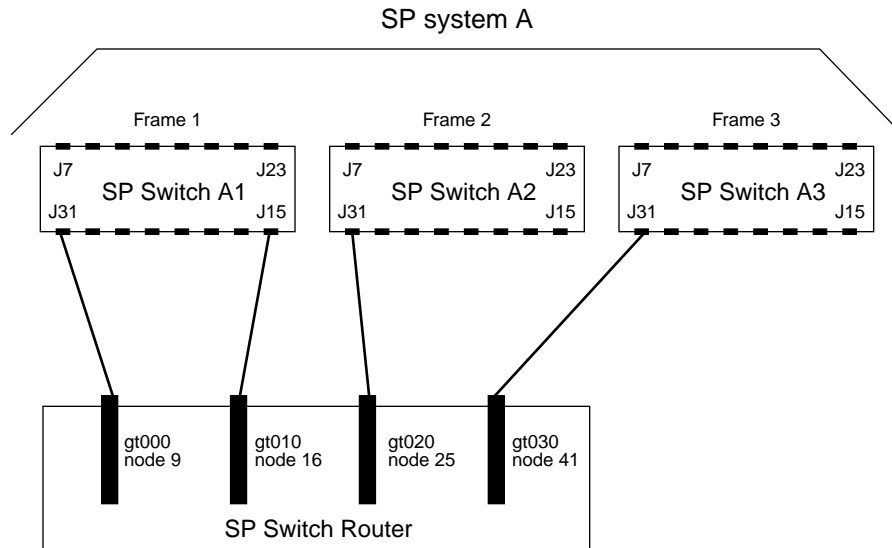 SP system A
Frame 1
Frame 2
Frame 3
J7
J23
SP Switch A1
J31
J15
J7
J23
SP Switch A2
J31
J15
J7
J23
SP Switch A3
J31
J15
gt000
node 9
gt010
node 16
gt020
node 25
gt030
node 41
SP Switch Router